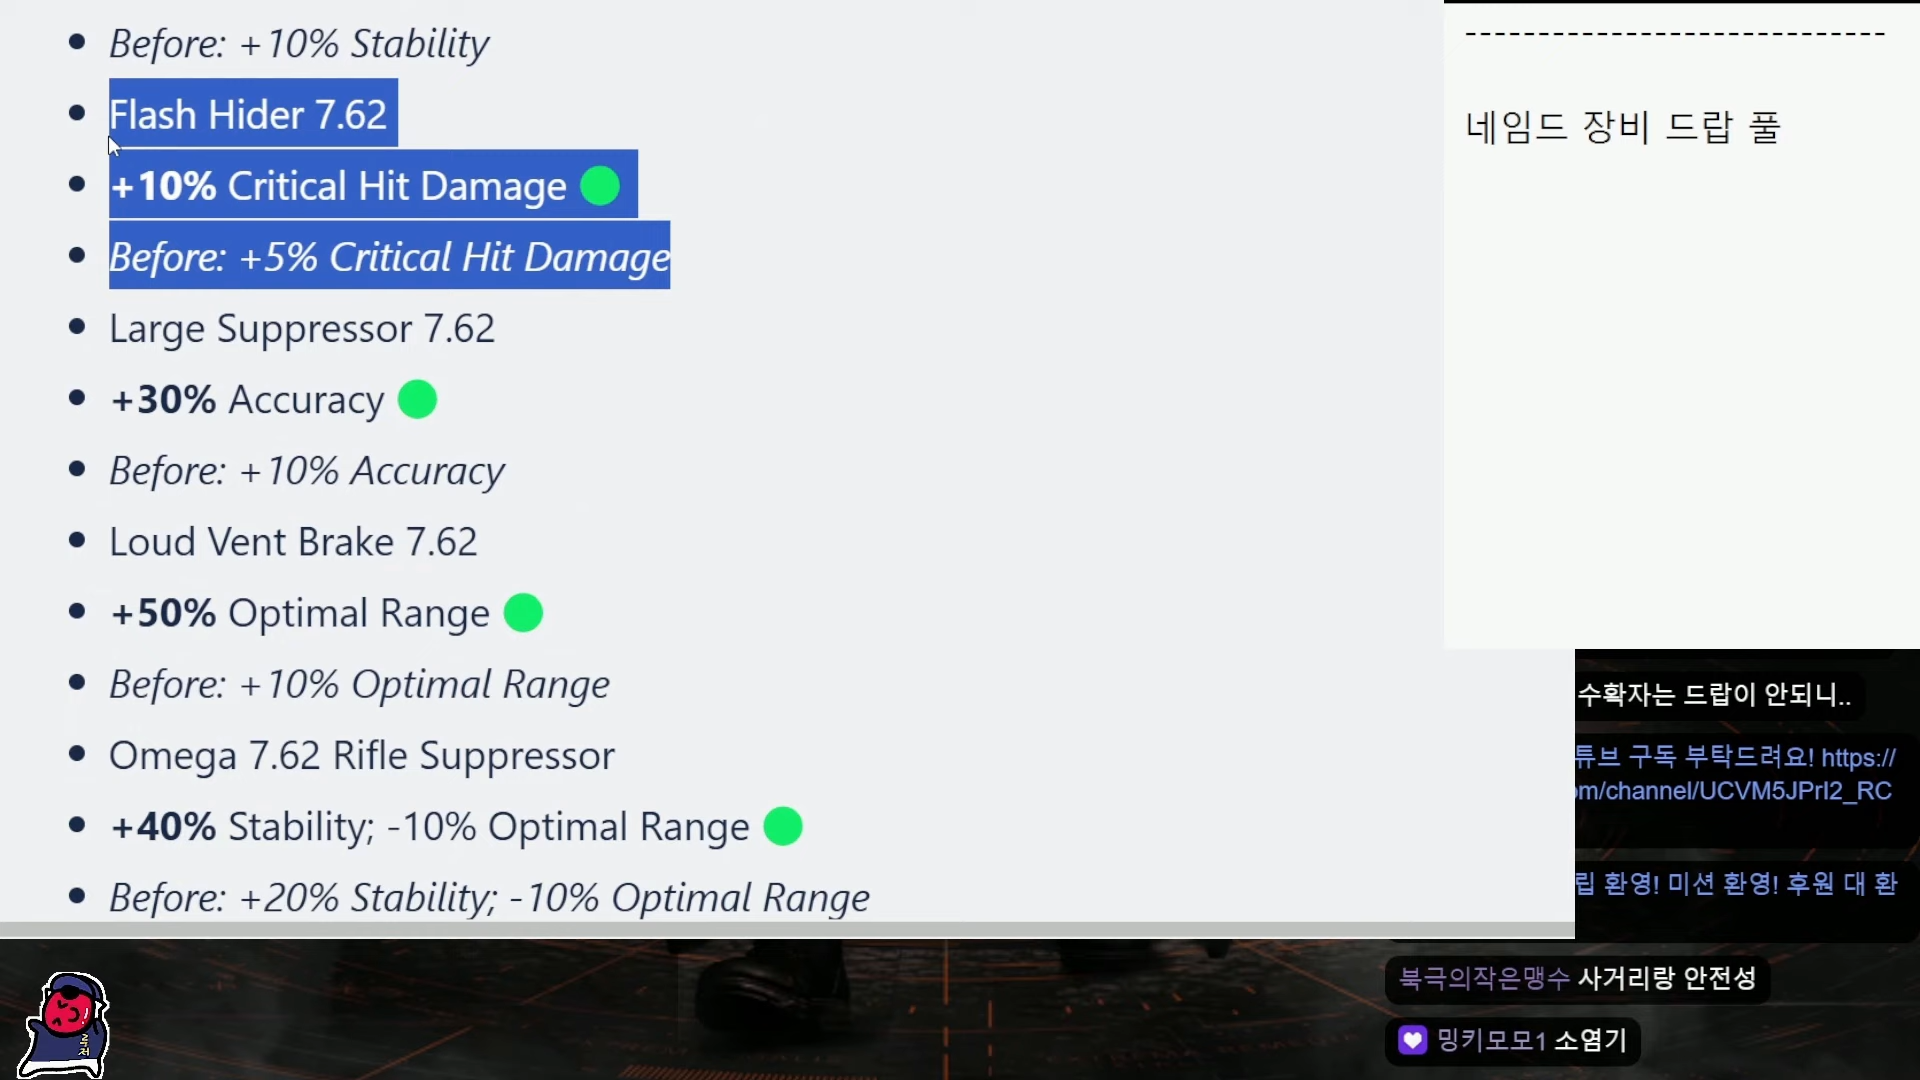 Before: +10% Stability
Flash Hider 7.62
+10% Critical Hit Damage
Before: +5% Critical Hit Damage
Large Suppressor 7.62
+30% Accuracy
Before: +10% Accuracy
Loud Vent Brake 7.62
+50% Optimal Range
Before: +10% Optimal Range
Omega 7.62 Rifle Suppressor
+40% Stability; -10% Optimal Range
Before: +20% Stability; -10% Optimal Range
-----------------------------
네임드 장비 드랍 풀
수확자는 드랍이 안되니..
튜브 구독 부탁드려요! https://
om/channel/UCVM5JPrI2_RC
립 환영! 미션 환영! 후원 대 환
북극의작은맹수 사거리랑 안전성
밍키모모1 소염기